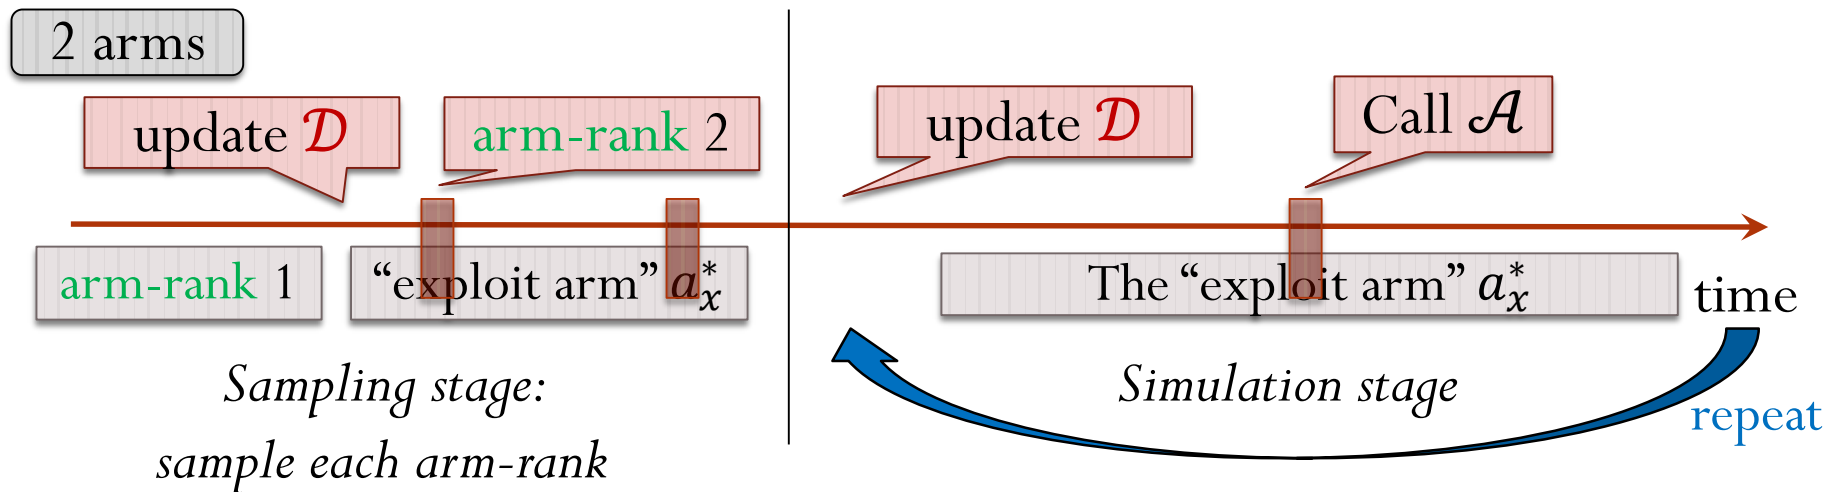 2 arms
update 𝒟
arm-rank 2
update 𝒟
Call 𝒜
arm-rank 1
“exploit arm” a*ₓ
The “exploit arm” a*ₓ
time
Sampling stage:
sample each arm-rank
Simulation stage
repeat